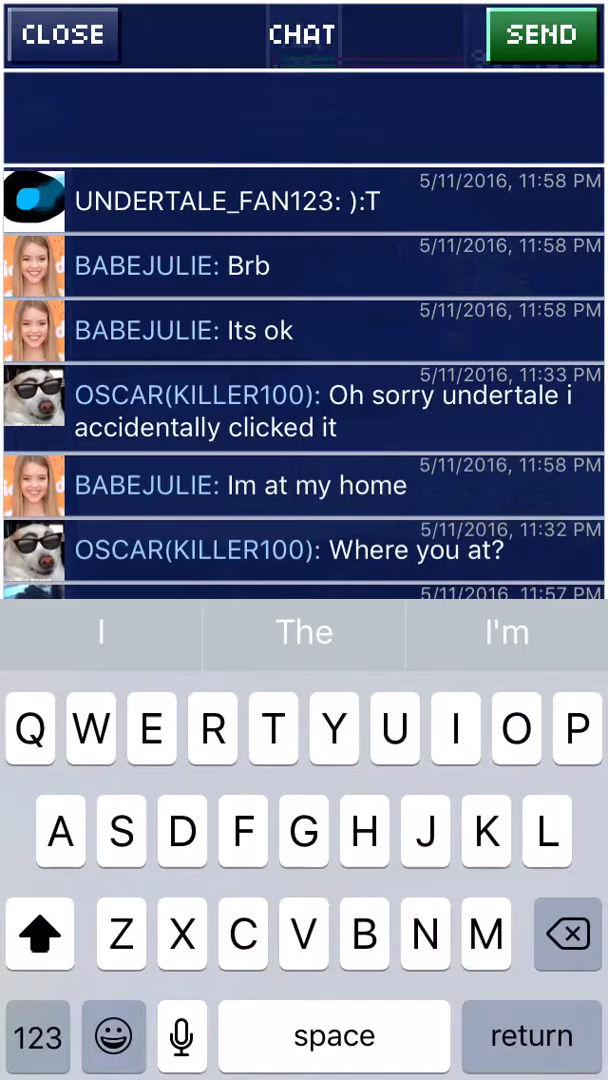 CLOSE CHAT SEND
5/11/2016, 11:58 PM
UNDERTALE_FAN123: ):T
5/11/2016, 11:58 PM
BABEJULIE: Brb
5/11/2016, 11:58 PM
BABEJULIE: Its ok
5/11/2016, 11:33 PM
OSCAR(KILLER100): Oh sorry undertale i
accidentally clicked it
5/11/2016, 11:58 PM
BABEJULIE: Im at my home
5/11/2016, 11:32 PM
OSCAR(KILLER100): Where you at?
5/11/2016, 11:57 PM
I The I'm
Q W E R T Y U I O P
A S D F G H J K L
Z X C V B N M
123 space return